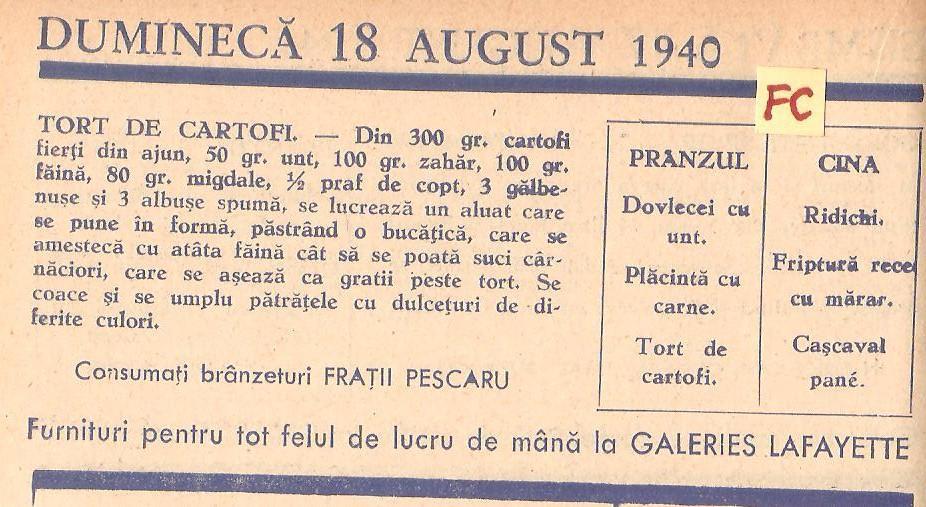 DUMINECĂ 18 AUGUST 1940
FC
TORT DE CARTOFI. — Din 300 gr. cartofi
fierți din ajun, 50 gr. unt, 100 gr. zahăr, 100 gr.
făină, 80 gr. migdale, ½ praf de copt, 3 gălbe-
nușe și 3 albușe spumă, se lucrează un aluat care
se pune în formă, păstrând o bucățică, care se
amestecă cu atâta făină cât să se poată suci câr-
năciori, care se așează ca gratii peste tort. Se
coace și se umplu pătrățele cu dulcețuri de di-
ferite culori.
Consumați brânzeturi FRAȚII PESCARU
PRANZUL
Dovlecei cu
unt.
Plăcintă cu
carne.
Tort de
cartofi.
CINA
Ridichi.
Friptură rece
cu mărar.
Cașcaval
pané.
Furnituri pentru tot felul de lucru de mână la GALERIES LAFAYETTE